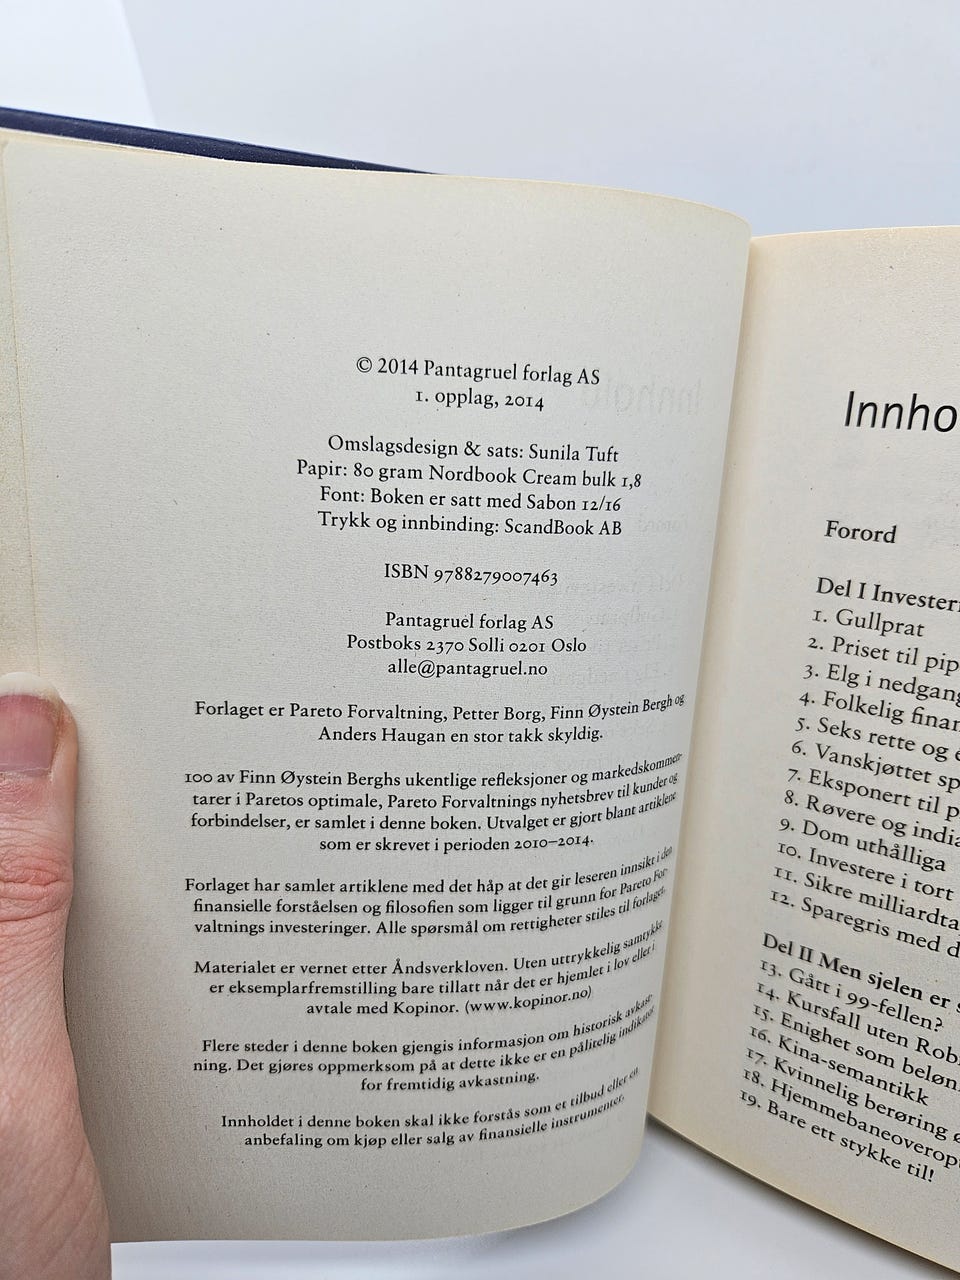 © 2014 Pantagruel forlag AS
1. opplag, 2014
Omslagsdesign & sats: Sunila Tuft
Papir: 80 gram Nordbook Cream bulk 1,8
Font: Boken er satt med Sabon 12/16
Trykk og innbinding: ScandBook AB
ISBN 9788279007463
Pantagruel forlag AS
Postboks 2370 Solli 0201 Oslo
alle@pantagruel.no
Forlaget er Pareto Forvaltning, Petter Borg, Finn Øystein Bergh og
Anders Haugan en stor takk skyldig.
100 av Finn Øystein Berghs ukentlige refleksjoner og markedskommen-
tarer i Paretos optimale, Pareto Forvaltnings nyhetsbrev til kunder og
forbindelser, er samlet i denne boken. Utvalget er gjort blant artiklene
som er skrevet i perioden 2010–2014.
Forlaget har samlet artiklene med det håp at det gir leseren innsikt i den
finansielle forståelsen og filosofien som ligger til grunn for Pareto For-
valtnings investeringer. Alle spørsmål om rettigheter stiles til forlaget.
Materialet er vernet etter Åndsverkloven. Uten uttrykkelig samtykke
er eksemplarfremstilling bare tillatt når det er hjemlet i lov eller i
avtale med Kopinor. (www.kopinor.no)
Flere steder i denne boken gjengis informasjon om historisk avkast-
ning. Det gjøres oppmerksom på at dette ikke er en pålitelig indikator
for fremtidig avkastning.
Innholdet i denne boken skal ikke forstås som et tilbud eller en
anbefaling om kjøp eller salg av finansielle instrumenter.
Innho
Forord
Del I Invester
1. Gullprat
2. Priset til pip
3. Elg i nedgang
4. Folkelig finan
5. Seks rette og é
6. Vanskjøttet sp
7. Eksponert til p
8. Røvere og india
9. Dom uthålliga
10. Investere i tort
11. Sikre milliardta
12. Sparegris med d
Del II Men sjelen er s
13. Gått i 99-fellen?
14. Kursfall uten Rob
15. Enighet som beløn
16. Kina-semantikk
17. Kvinnelig berøring ø
18. Hjemmebaneoveropt
19. Bare ett stykke til!